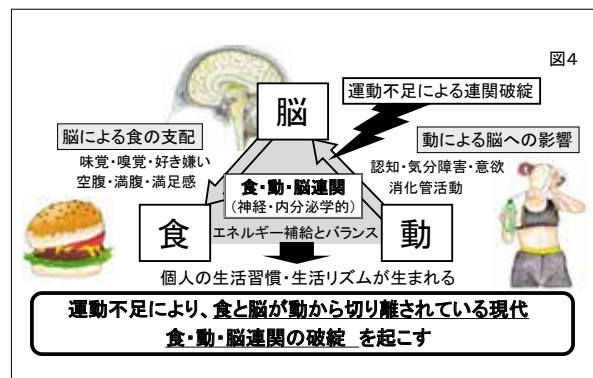 図4
脳
運動不足による連関破綻
脳による食の支配
味覚・嗅覚・好き嫌い
空腹・満腹・満足感
動による脳への影響
認知・気分障害・意欲
消化管活動
食・動・脳連関
(神経・内分泌学的)
食
動
エネルギー補給とバランス
個人の生活習慣・生活リズムが生まれる
運動不足により、食と脳が動から切り離されている現代
食・動・脳連関の破綻 を起こす